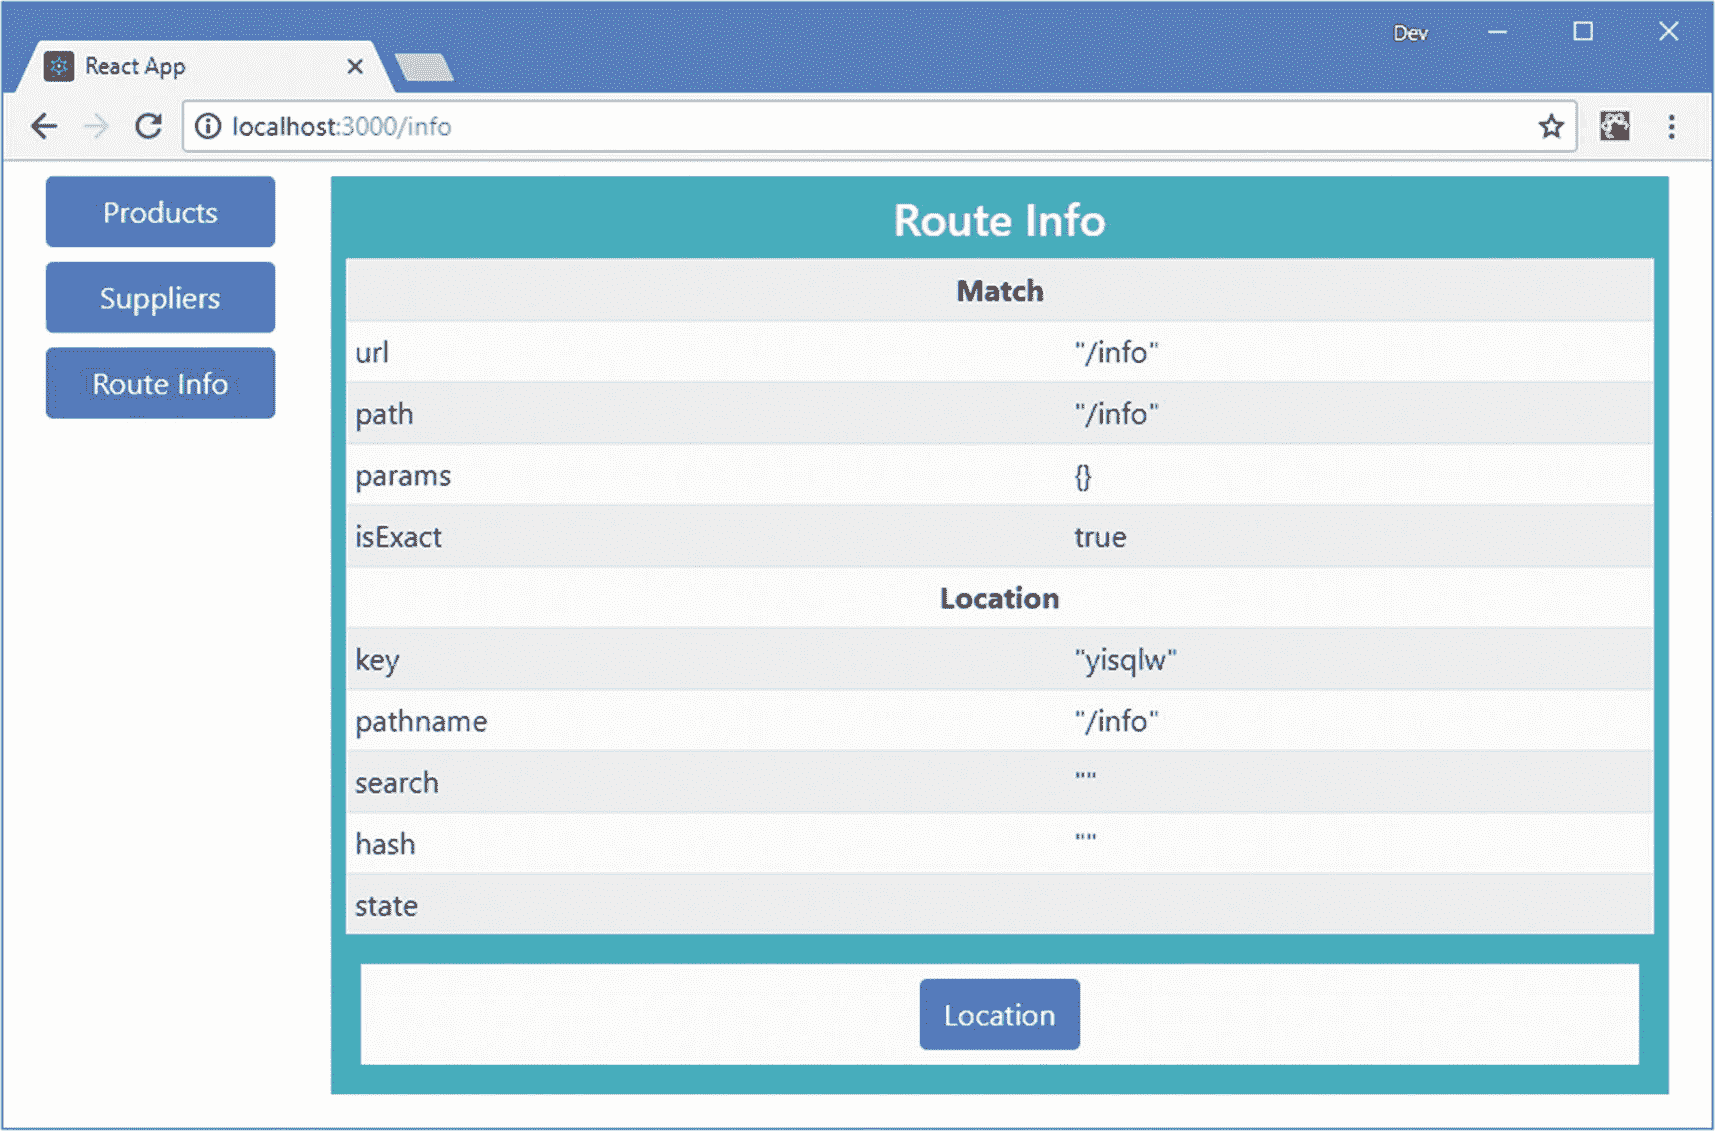 Dev
React App
localhost:3000/info
Products
Suppliers
Route Info
Route Info
Match
url "/info"
path "/info"
params {}
isExact true
Location
key "yisqlw"
pathname "/info"
search ""
hash ""
state
Location